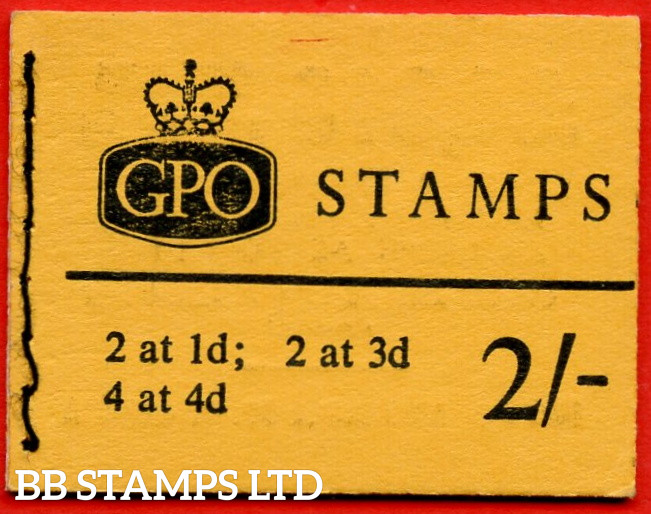 GPO STAMPS
2 at 1d; 2 at 3d
4 at 4d
2/-
BB STAMPS LTD